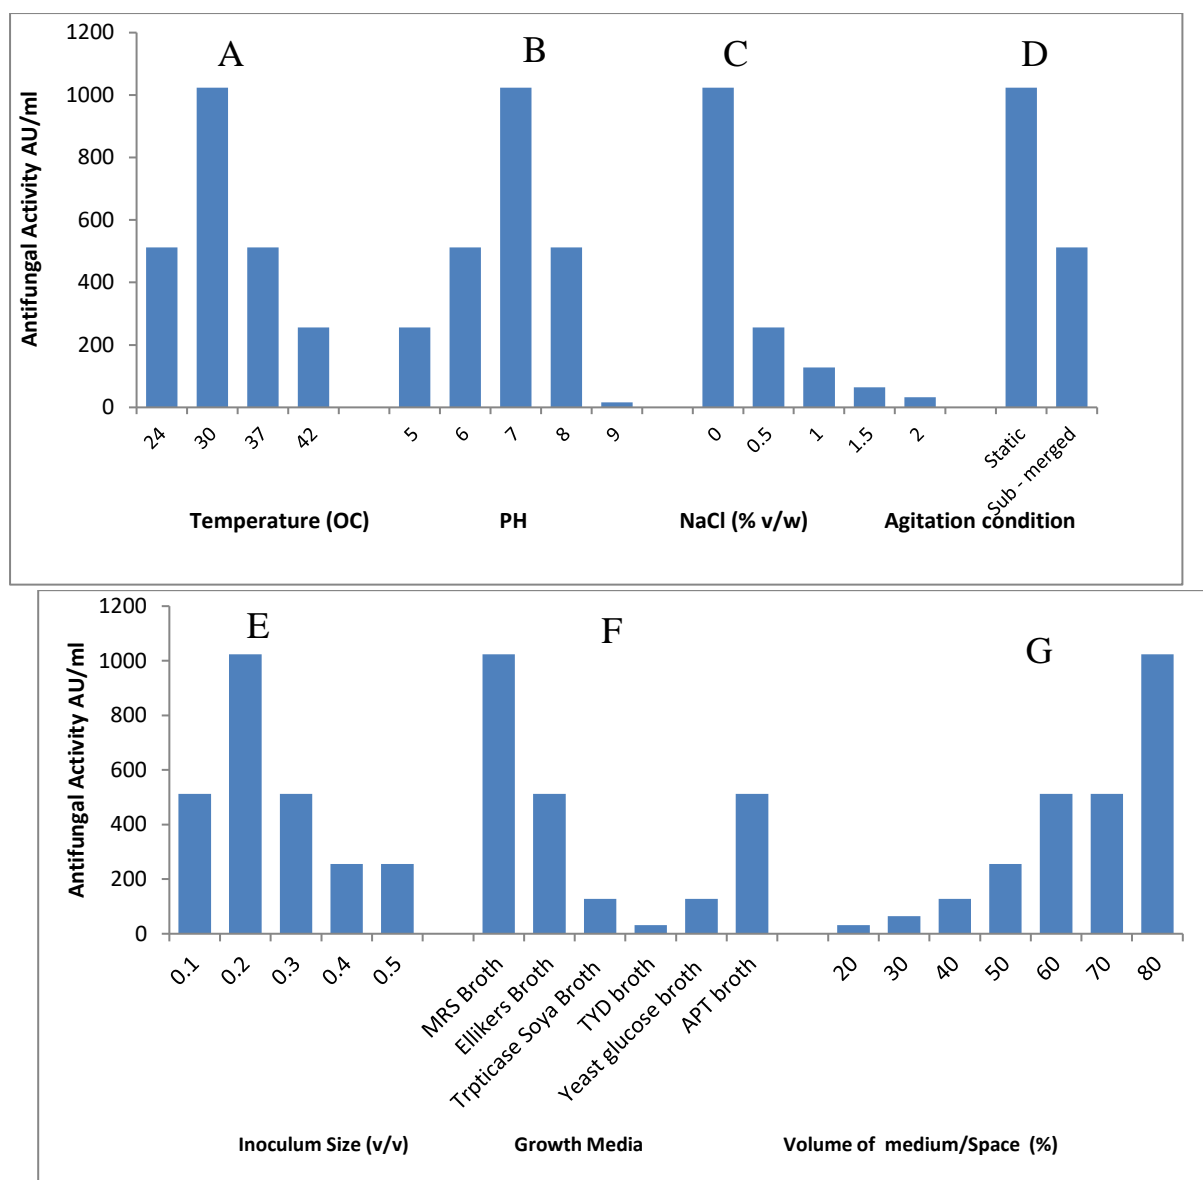 1200
1000
800
600
400
200
0
Antifungal Activity AU/ml
A
B
C
D
24
30
37
42
5
6
7
8
9
0
0.5
1
1.5
2
Static
Sub - merged
Temperature (OC)
PH
NaCl (% v/w)
Agitation condition
1200
1000
800
600
400
200
0
Antifungal Activity AU/ml
E
F
G
0.1
0.2
0.3
0.4
0.5
MRS Broth
Ellikers Broth
Trpticase Soya Broth
TYD broth
Yeast glucose broth
APT broth
20
30
40
50
60
70
80
Inoculum Size (v/v)
Growth Media
Volume of medium/Space (%)